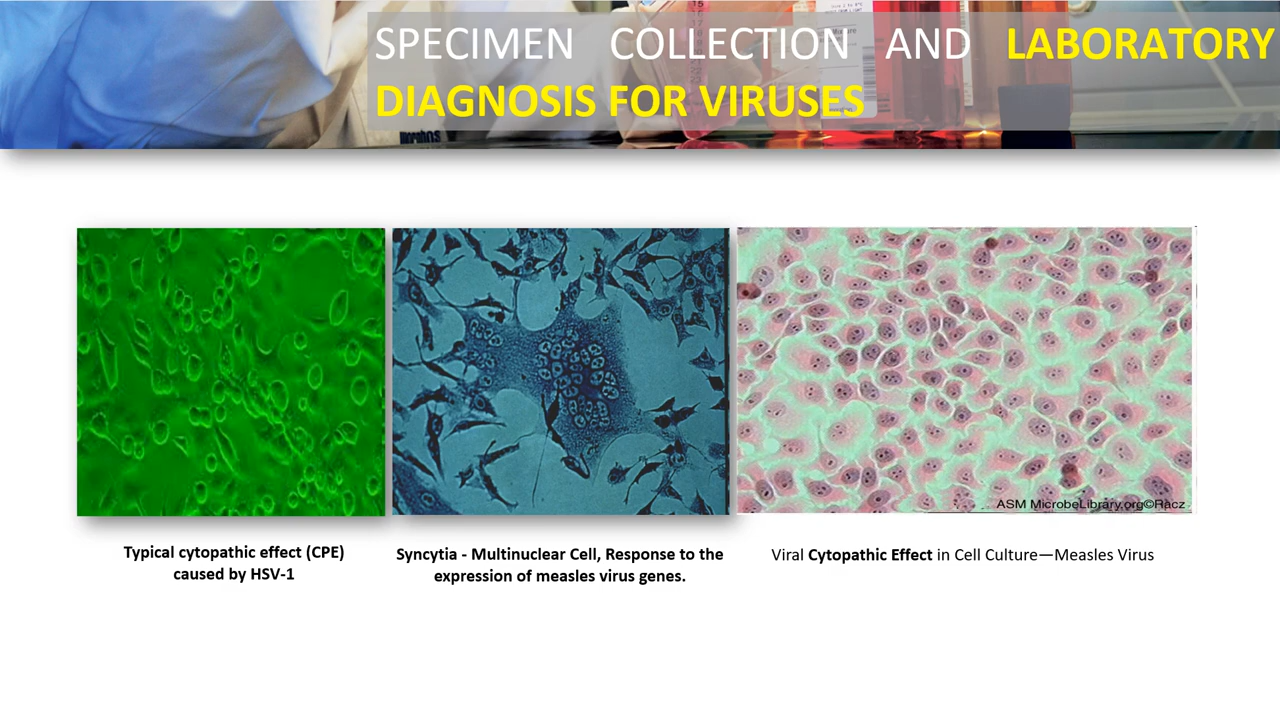 SPECIMEN COLLECTION AND LABORATORY
DIAGNOSIS FOR VIRUSES
ASM MicrobeLibrary.org©Racz
Typical cytopathic effect (CPE)
caused by HSV-1
Syncytia - Multinuclear Cell, Response to the
expression of measles virus genes.
Viral Cytopathic Effect in Cell Culture—Measles Virus